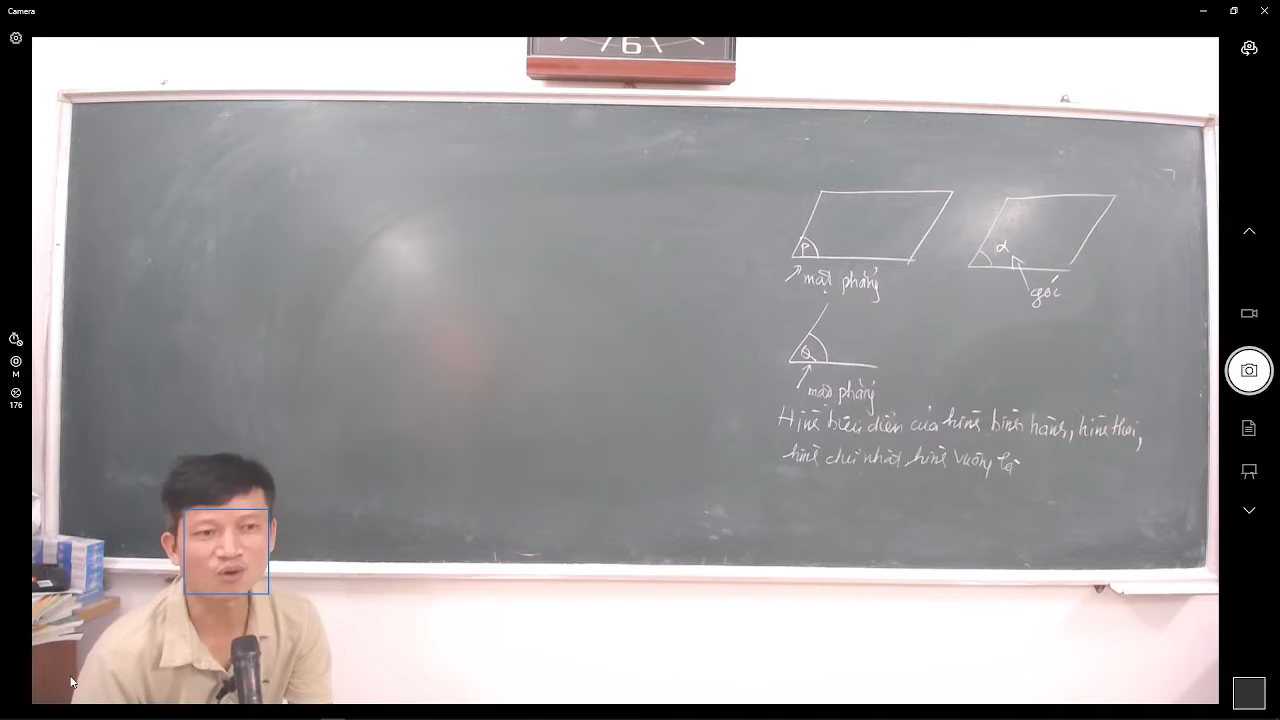 Camera
6
P
mặt phẳng
α
góc
Q
mặt phẳng
Hình biểu diễn của hình bình hành, hình thoi,
hình chữ nhật, hình vuông là
M
176